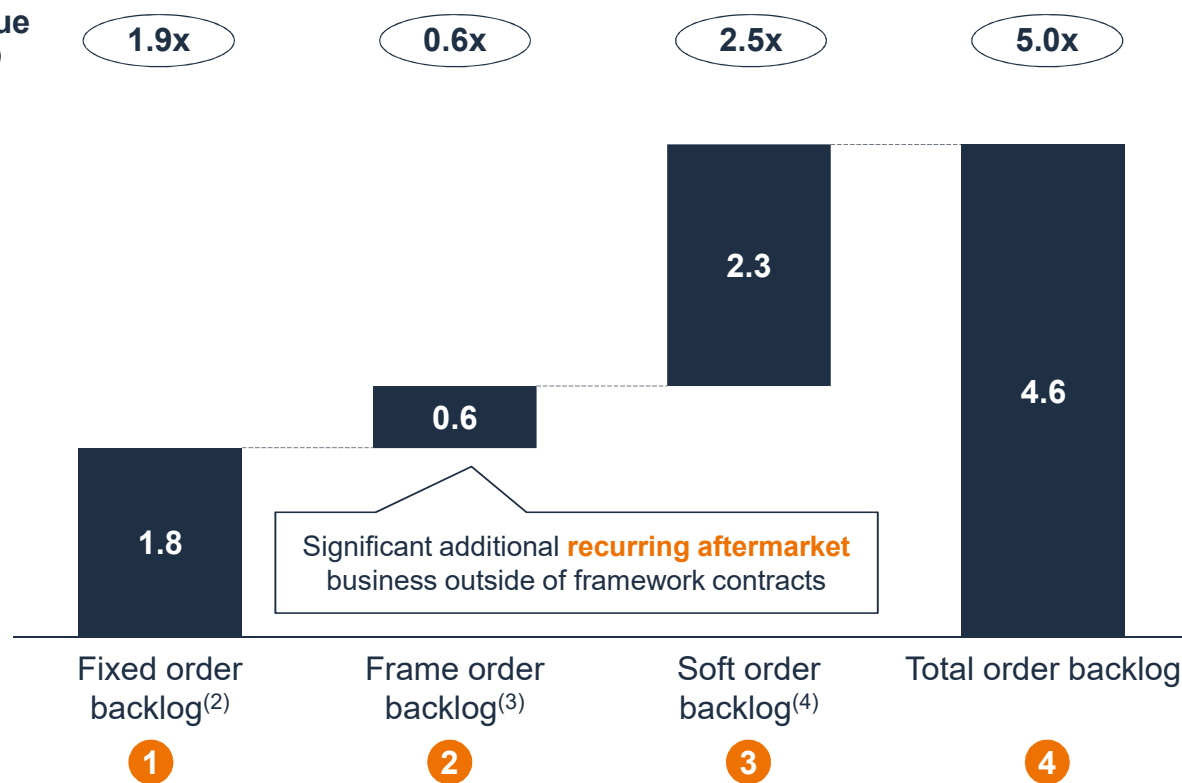 1.9x 0.6x 2.5x 5.0x
2.3
4.6
0.6
1.8
Significant additional recurring aftermarket
business outside of framework contracts
Fixed order
backlog(2)
Frame order
backlog(3)
Soft order
backlog(4)
Total order backlog
1 2 3 4